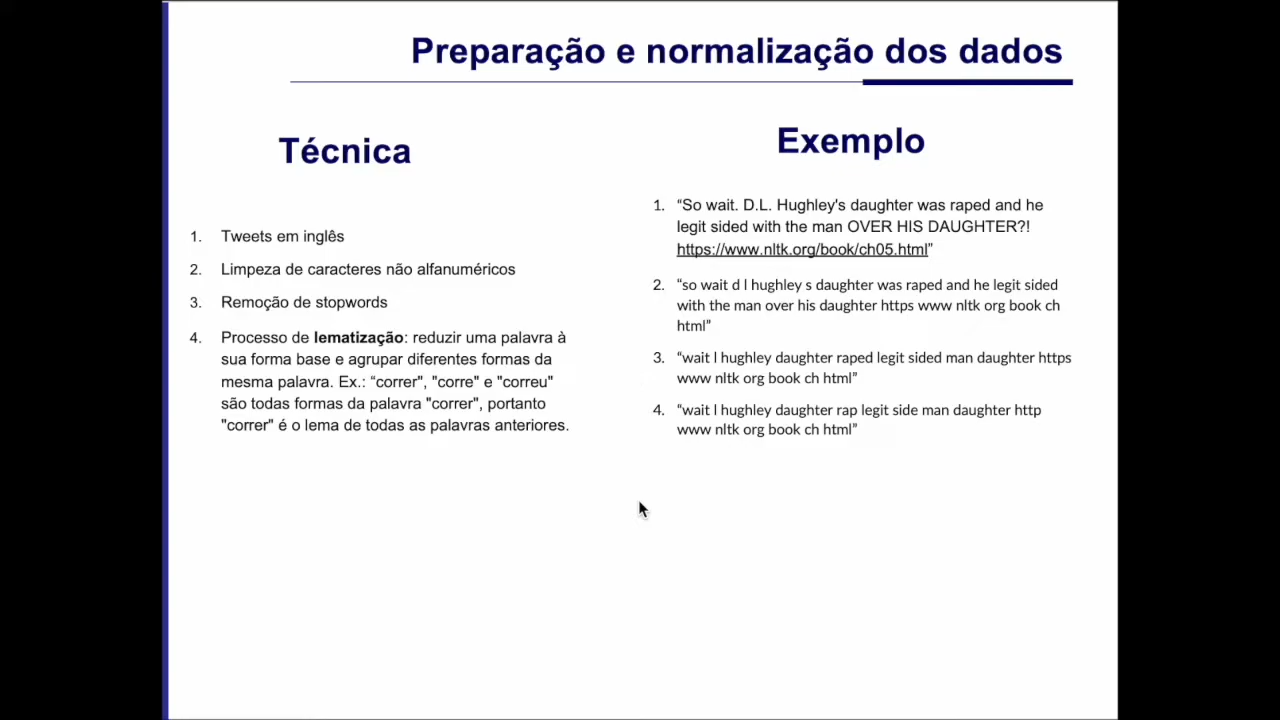 Preparação e normalização dos dados
Técnica
1. Tweets em inglês
2. Limpeza de caracteres não alfanuméricos
3. Remoção de stopwords
4. Processo de lematização: reduzir uma palavra à
sua forma base e agrupar diferentes formas da
mesma palavra. Ex.: “correr", "corre" e "correu"
são todas formas da palavra "correr", portanto
"correr" é o lema de todas as palavras anteriores.
Exemplo
1. “So wait. D.L. Hughley's daughter was raped and he
legit sided with the man OVER HIS DAUGHTER?!
https://www.nltk.org/book/ch05.html”
2. “so wait d l hughley s daughter was raped and he legit sided
with the man over his daughter https www nltk org book ch
html”
3. “wait l hughley daughter raped legit sided man daughter https
www nltk org book ch html”
4. “wait l hughley daughter rap legit side man daughter http
www nltk org book ch html”